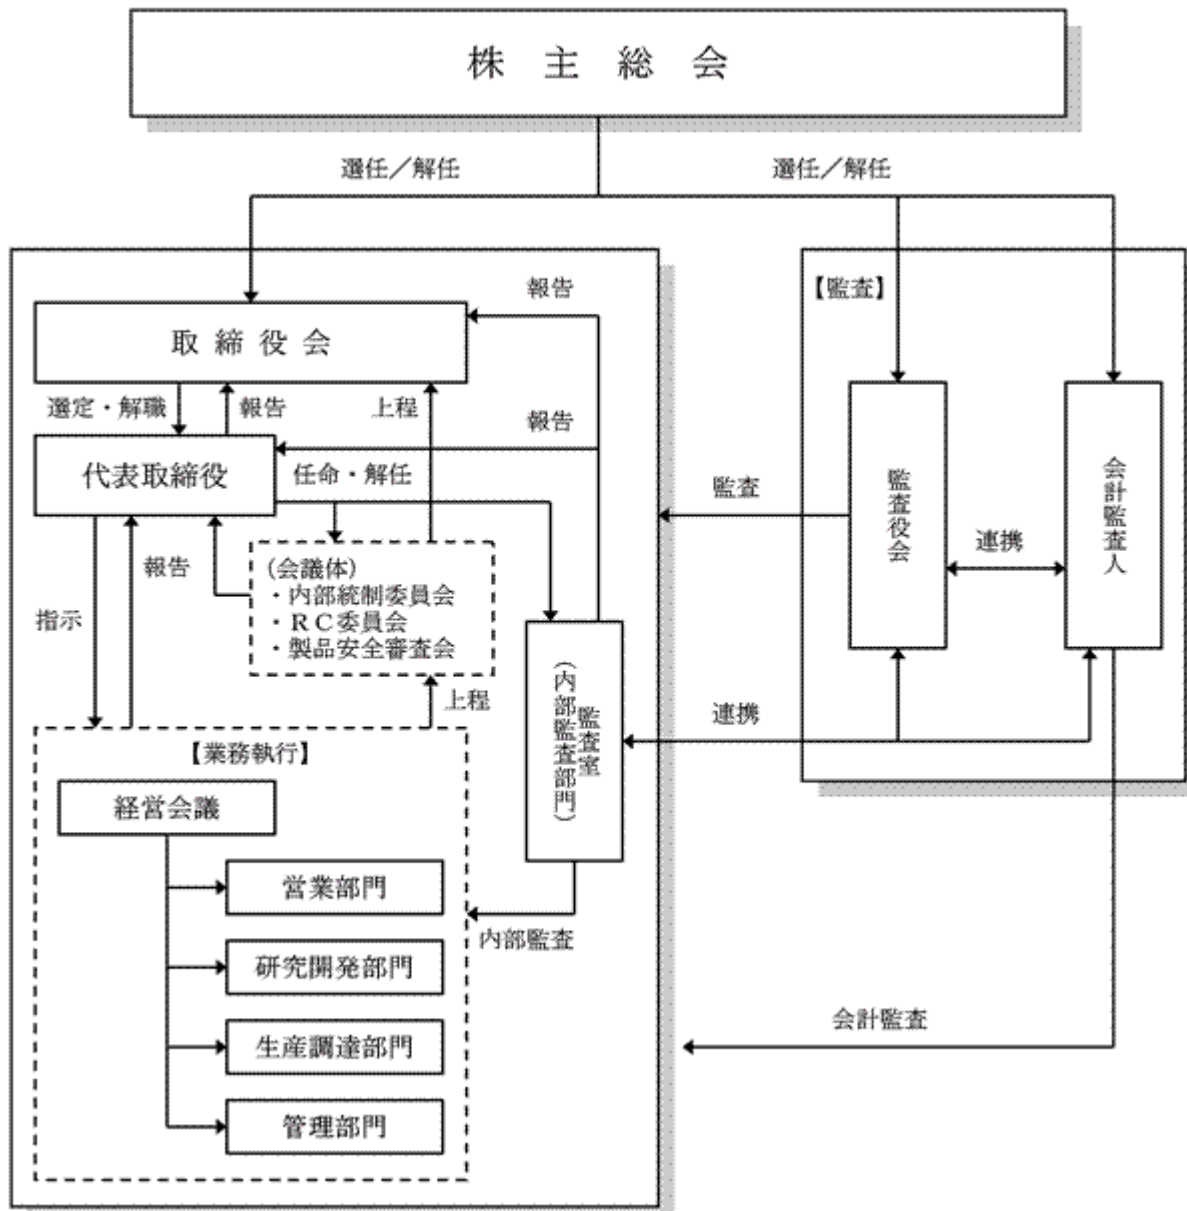 株主総会
選任／解任
選任／解任
報告
【監査】
取締役会
選定・解職
報告
上程
報告
代表取締役
任命・解任
監査
監査役会
会計監査人
連携
報告
(会議体)
・内部統制委員会
・ＲＣ委員会
・製品安全審査会
指示
上程
監査室
(内部監査部門)
連携
【業務執行】
経営会議
営業部門
内部監査
研究開発部門
会計監査
生産調達部門
管理部門